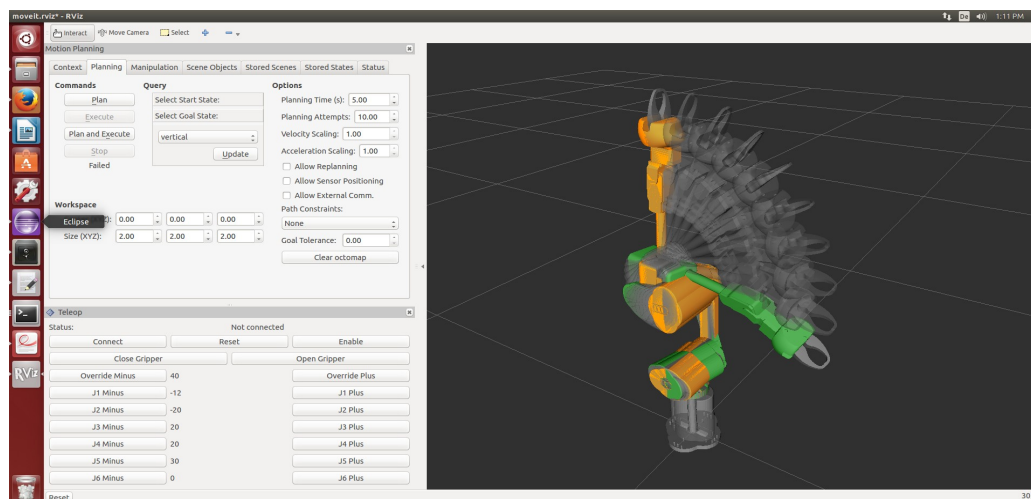 moveit.rviz* - RViz
De 1:11 PM
Interact Move Camera Select
Motion Planning
Context Planning Manipulation Scene Objects Stored Scenes Stored States Status
Commands Query Options
Plan Select Start State: Planning Time (s): 5.00
Execute Select Goal State: Planning Attempts: 10.00
Plan and Execute vertical Velocity Scaling: 1.00
Stop Update Acceleration Scaling: 1.00
Failed Allow Replanning
Allow Sensor Positioning
Allow External Comm.
Workspace Path Constraints:
Eclipse 0.00 0.00 0.00 None
Size (XYZ): 2.00 2.00 2.00 Goal Tolerance: 0.00
Clear octomap
Teleop
Status: Not connected
Connect Reset Enable
Close Gripper Open Gripper
Override Minus 40 Override Plus
J1 Minus -12 J1 Plus
J2 Minus -20 J2 Plus
J3 Minus 20 J3 Plus
J4 Minus 20 J4 Plus
J5 Minus 30 J5 Plus
J6 Minus 0 J6 Plus
RViz
Reset 30